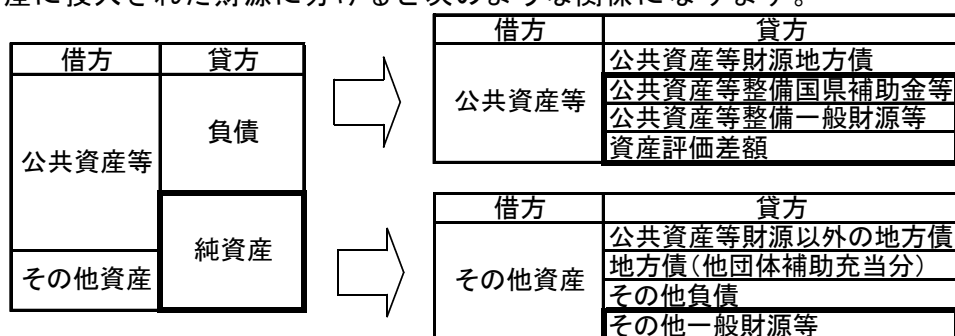 産に投入された財源に分けると次のような関係になります。
借方 貸方
公共資産等 負債
その他資産 純資産
借方 貸方
公共資産等 公共資産等財源地方債
公共資産等整備国県補助金等
公共資産等整備一般財源等
資産評価差額
借方 貸方
その他資産 公共資産等財源以外の地方債
地方債(他団体補助充当分)
その他負債
その他一般財源等